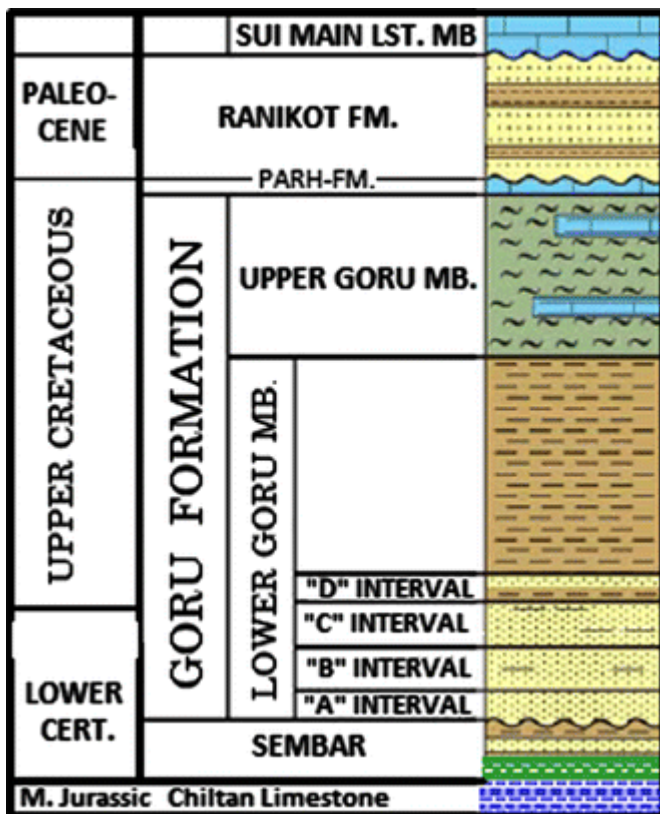 SUI MAIN LST. MB
PALEO-
CENE
RANIKOT FM.
PARH-FM.
UPPER CRETACEOUS
GORU FORMATION
UPPER GORU MB.
LOWER GORU MB.
"D" INTERVAL
"C" INTERVAL
"B" INTERVAL
"A" INTERVAL
LOWER
CERT.
SEMBAR
M. Jurassic Chiltan Limestone